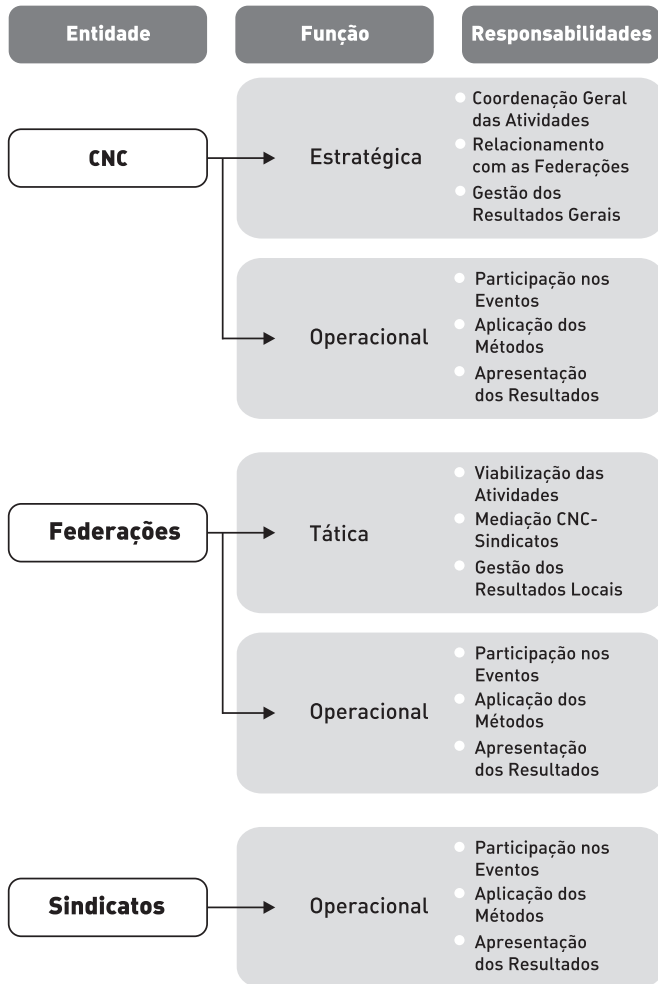 Entidade
Função
Responsabilidades
CNC
Estratégica
Coordenação Geral
das Atividades
Relacionamento
com as Federações
Gestão dos
Resultados Gerais
Operacional
Participação nos
Eventos
Aplicação dos
Métodos
Apresentação
dos Resultados
Federações
Tática
Viabilização das
Atividades
Mediação CNC-
Sindicatos
Gestão dos
Resultados Locais
Operacional
Participação nos
Eventos
Aplicação dos
Métodos
Apresentação
dos Resultados
Sindicatos
Operacional
Participação nos
Eventos
Aplicação dos
Métodos
Apresentação
dos Resultados